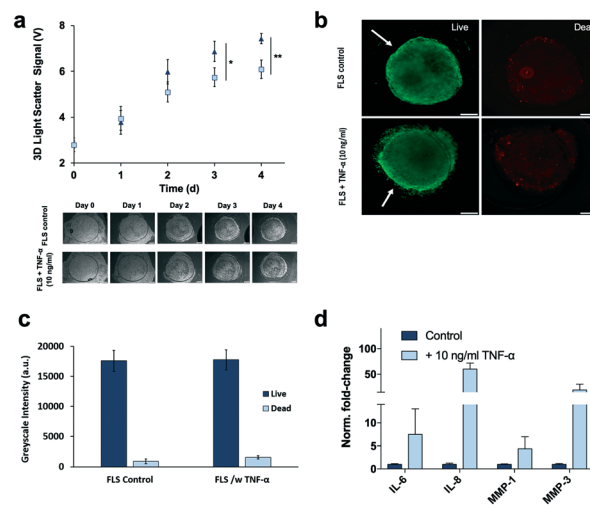 a
3D Light Scatter Signal (V)
8
6
4
2
*
**
0
1
2
3
4
Time (d)
Day 0
Day 1
Day 2
Day 3
Day 4
FLS control
FLS + TNF-α
(10 ng/ml)
b
Live
Dead
FLS control
FLS + TNF-α (10 ng/ml)
c
Greyscale Intensity (a.u.)
20000
15000
10000
5000
0
Live
Dead
FLS Control
FLS /w TNF-α
d
Control
+ 10 ng/ml TNF-α
Norm. fold-change
100
50
10
5
0
IL-6
IL-8
MMP-1
MMP-3